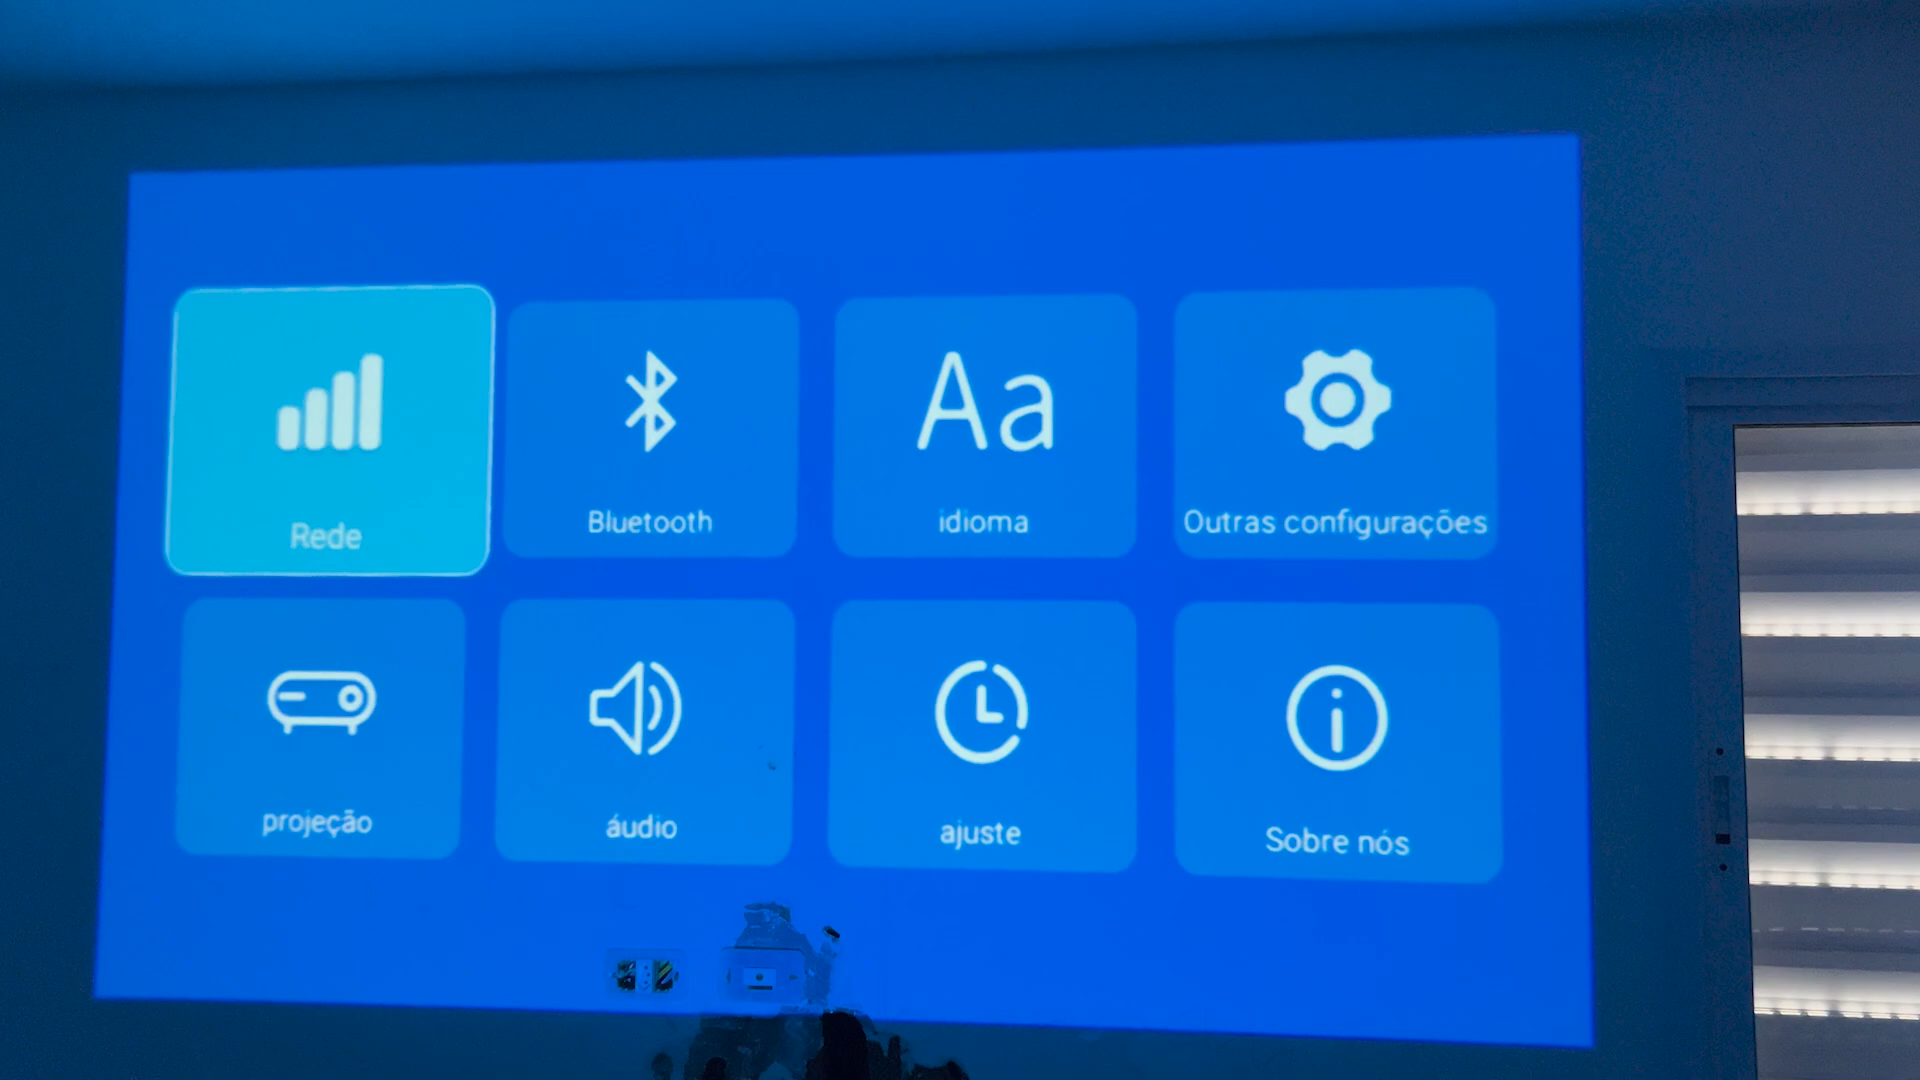 Rede
Bluetooth
Aa
idioma
Outras configurações
projeção
áudio
ajuste
Sobre nós